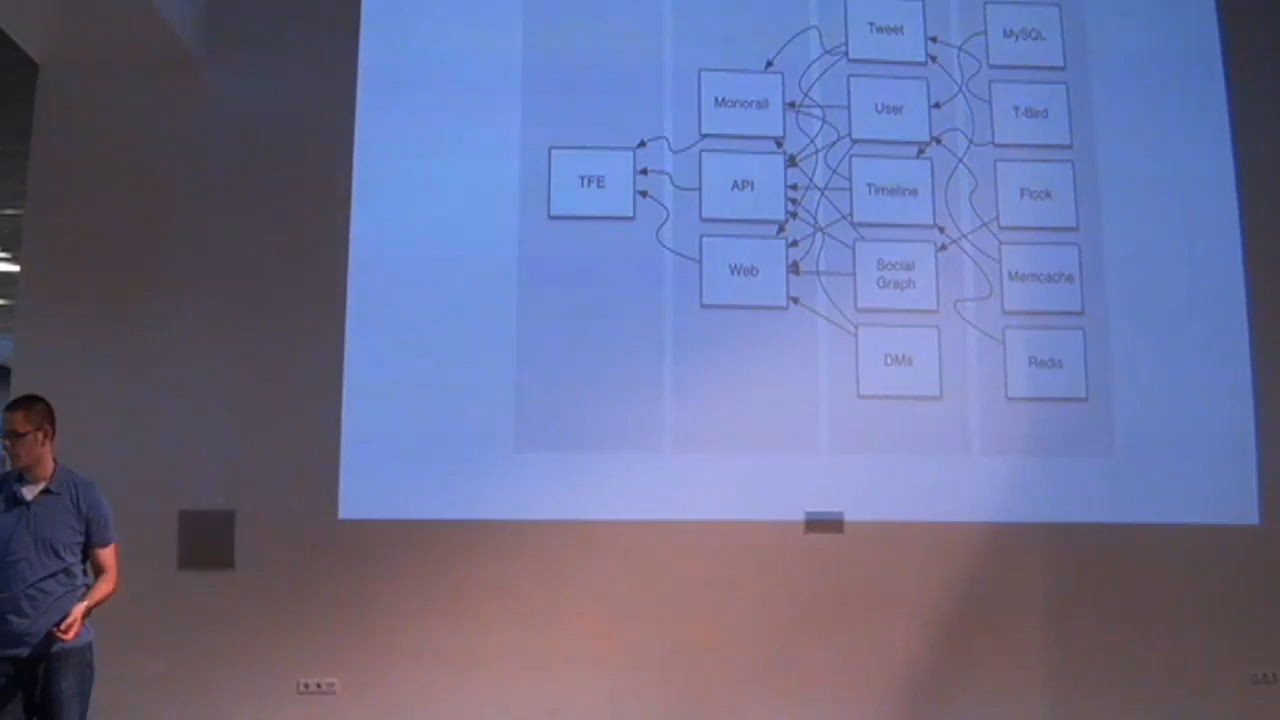 Tweet
MySQL
Monorail
User
T-Bird
TFE
API
Timeline
Flock
Web
Social
Graph
Memcache
DMs
Redis